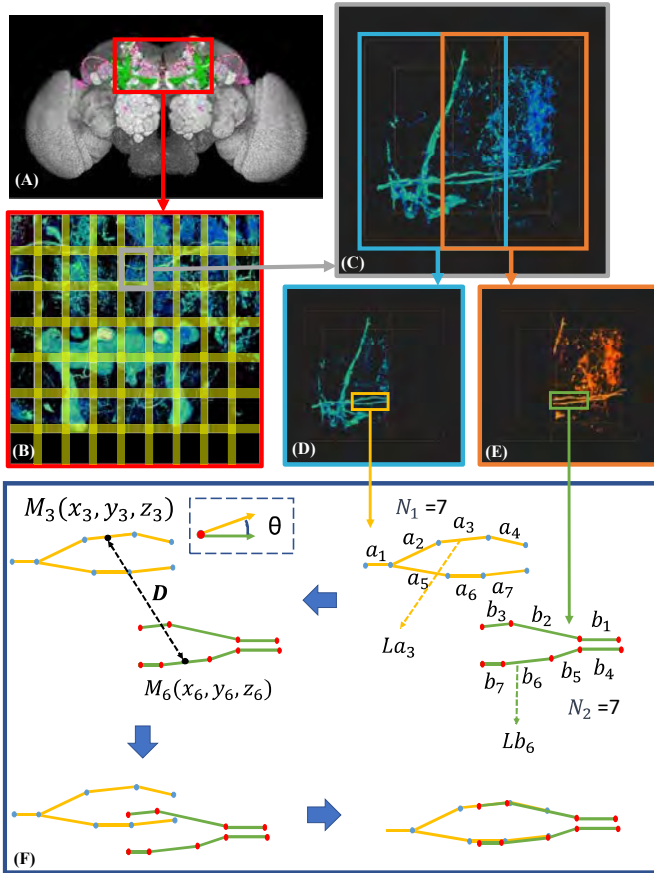 (A)
(B)
(C)
(D)
(E)
M₃(x₃, y₃, z₃)
θ
D
M₆(x₆, y₆, z₆)
N₁ =7
a₁
a₂
a₃
a₄
a₅
a₆
a₇
La₃
b₃
b₂
b₁
b₇
b₆
b₅
b₄
N₂ =7
Lb₆
(F)